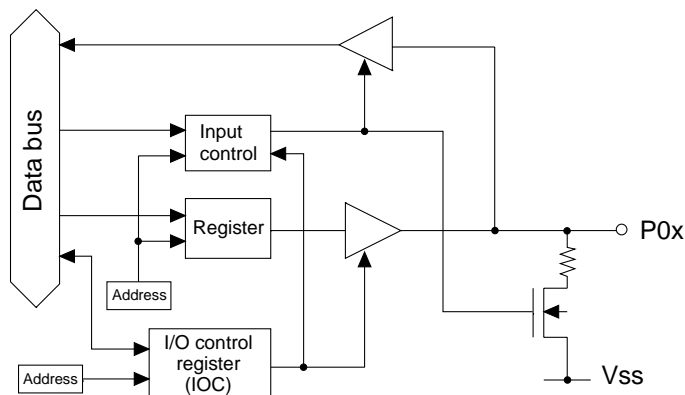 Data bus
Input
control
Register
Address
P0x
I/O control
register
(IOC)
Address
Vss